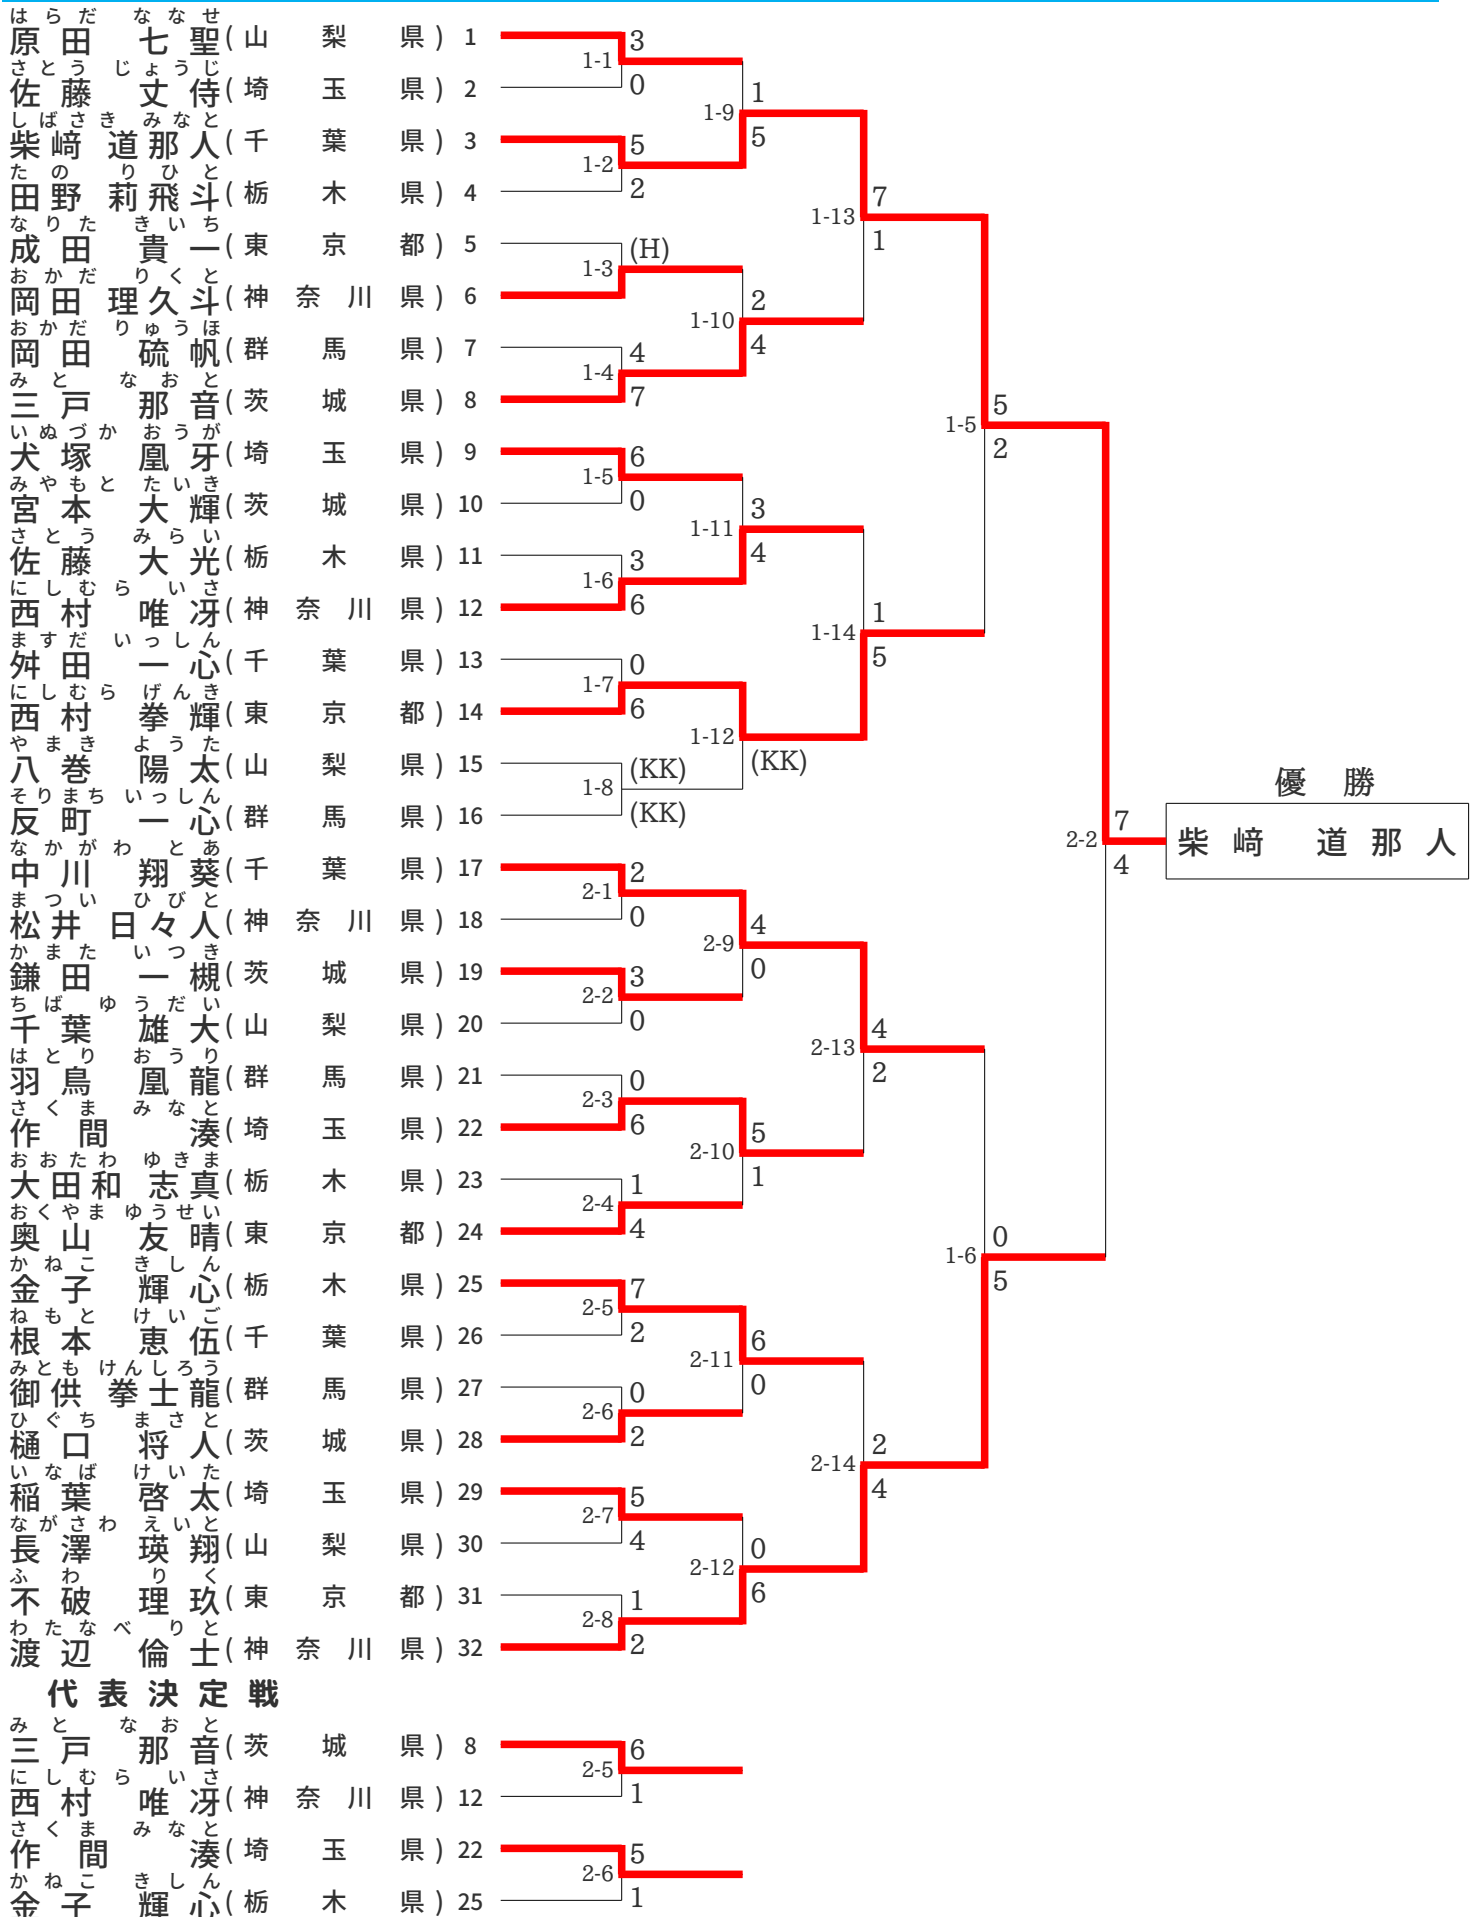 はらだ ななせ
原田 七聖(山梨県) 1
さとう じょうじ
佐藤 丈侍(埼玉県) 2
しばさき みなと
柴﨑 道那人(千葉県) 3
たの りひと
田野 莉飛斗(栃木県) 4
なりた きいち
成田 貴一(東京都) 5
おかだ りくと
岡田 理久斗(神奈川県) 6
おかだ りゅうほ
岡田 硫帆(群馬県) 7
みと なおと
三戸 那音(茨城県) 8
いぬづか おうが
犬塚 凰牙(埼玉県) 9
みやもと たいき
宮本 大輝(茨城県) 10
さとう みらい
佐藤 大光(栃木県) 11
にしむら いさ
西村 唯冴(神奈川県) 12
ますだ いっしん
舛田 一心(千葉県) 13
にしむら げんき
西村 拳輝(東京都) 14
やまき ようた
八巻 陽太(山梨県) 15
そりまち いっしん
反町 一心(群馬県) 16
なかがわ とあ
中川 翔葵(千葉県) 17
まつい ひびと
松井 日々人(神奈川県) 18
かまた いつき
鎌田 一槻(茨城県) 19
ちば ゆうだい
千葉 雄大(山梨県) 20
はとり おうり
羽鳥 凰龍(群馬県) 21
さくま みなと
作間 湊(埼玉県) 22
おおたわ ゆきま
大田和 志真(栃木県) 23
おくやま ゆうせい
奥山 友晴(東京都) 24
かねこ きしん
金子 輝心(栃木県) 25
ねもと けいご
根本 恵伍(千葉県) 26
みとも けんしろう
御供 拳士龍(群馬県) 27
ひぐち まさと
樋口 将人(茨城県) 28
いなば けいた
稲葉 啓太(埼玉県) 29
ながさわ えいと
長澤 瑛翔(山梨県) 30
ふわ りく
不破 理玖(東京都) 31
わたなべ りと
渡辺 倫士(神奈川県) 32
1-1 3 0
1-2 5 2
1-3 (H)
1-4 4 7
1-5 6 0
1-6 3 6
1-7 0 6
1-8 (KK) (KK)
2-1 2 0
2-2 3 0
2-3 0 6
2-4 1 4
2-5 7 2
2-6 0 2
2-7 5 4
2-8 1 2
1-9 1 5
1-10 2 4
1-11 3 4
1-12 (KK)
2-9 4 0
2-10 5 1
2-11 6 0
2-12 0 6
1-13 7 1
1-14 1 5
2-13 4 2
2-14 2 4
1-5 5 2
1-6 0 5
2-2 7 4
優勝
柴﨑 道那人
代表決定戦
みと なおと
三戸 那音(茨城県) 8
にしむら いさ
西村 唯冴(神奈川県) 12
2-5 6 1
さくま みなと
作間 湊(埼玉県) 22
かねこ きしん
金子 輝心(栃木県) 25
2-6 5 1